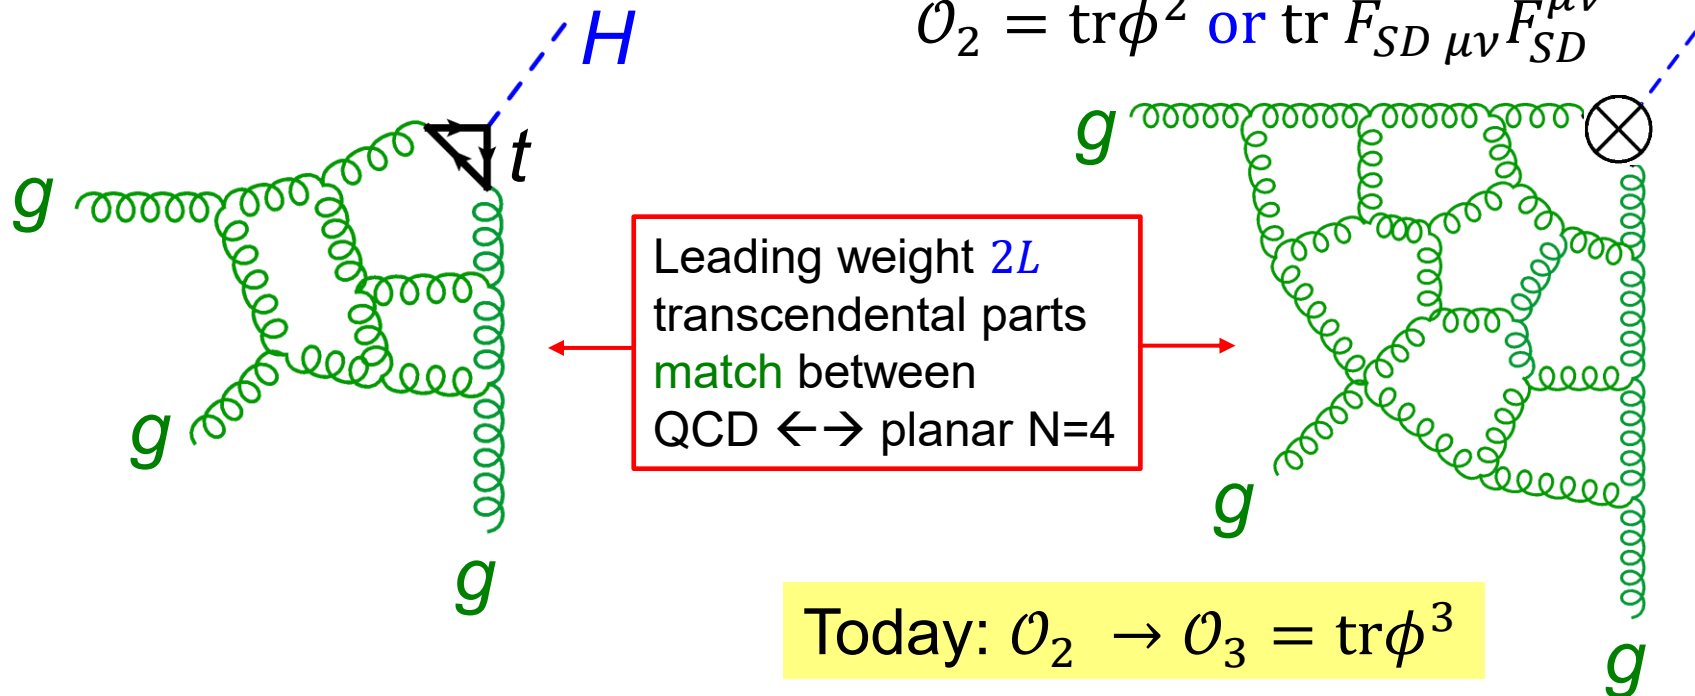 H
𝒪₂ = trϕ² or tr F_{SD μν}F_{SD}^{μν}
t
g
g
g
Leading weight 2L
transcendental parts
match between
QCD ←→ planar N=4
g
g
g
Today: 𝒪₂ → 𝒪₃ = trϕ³